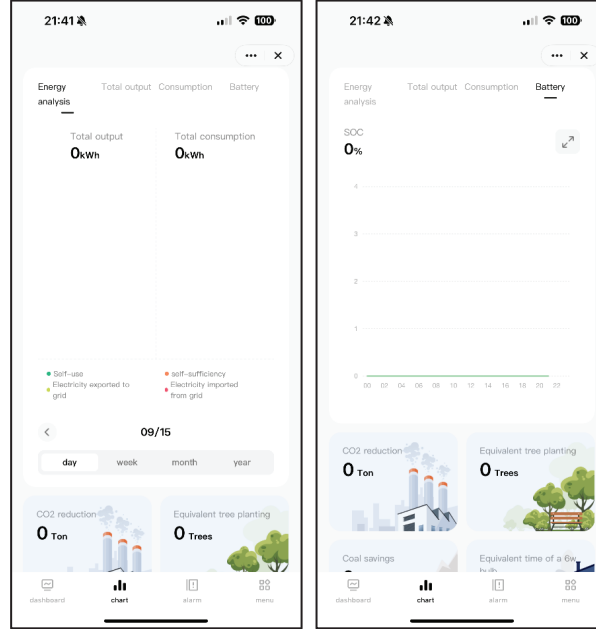 21:41
100
Energy analysis
Total output
Consumption
Battery
Total output
0kWh
Total consumption
0kWh
Self-use
Electricity exported to
grid
self-sufficiency
Electricity imported
from grid
09/15
day
week
month
year
CO2 reduction
0 Ton
Equivalent tree planting
0 Trees
dashboard
chart
alarm
menu
21:42
100
Energy
analysis
Total output
Consumption
Battery
SOC
0%
4
3
2
1
0
00 02 04 06 08 10 12 14 16 18 20 22
CO2 reduction
0 Ton
Equivalent tree planting
0 Trees
Coal savings
Equivalent time of a 6w
bulb
dashboard
chart
alarm
menu